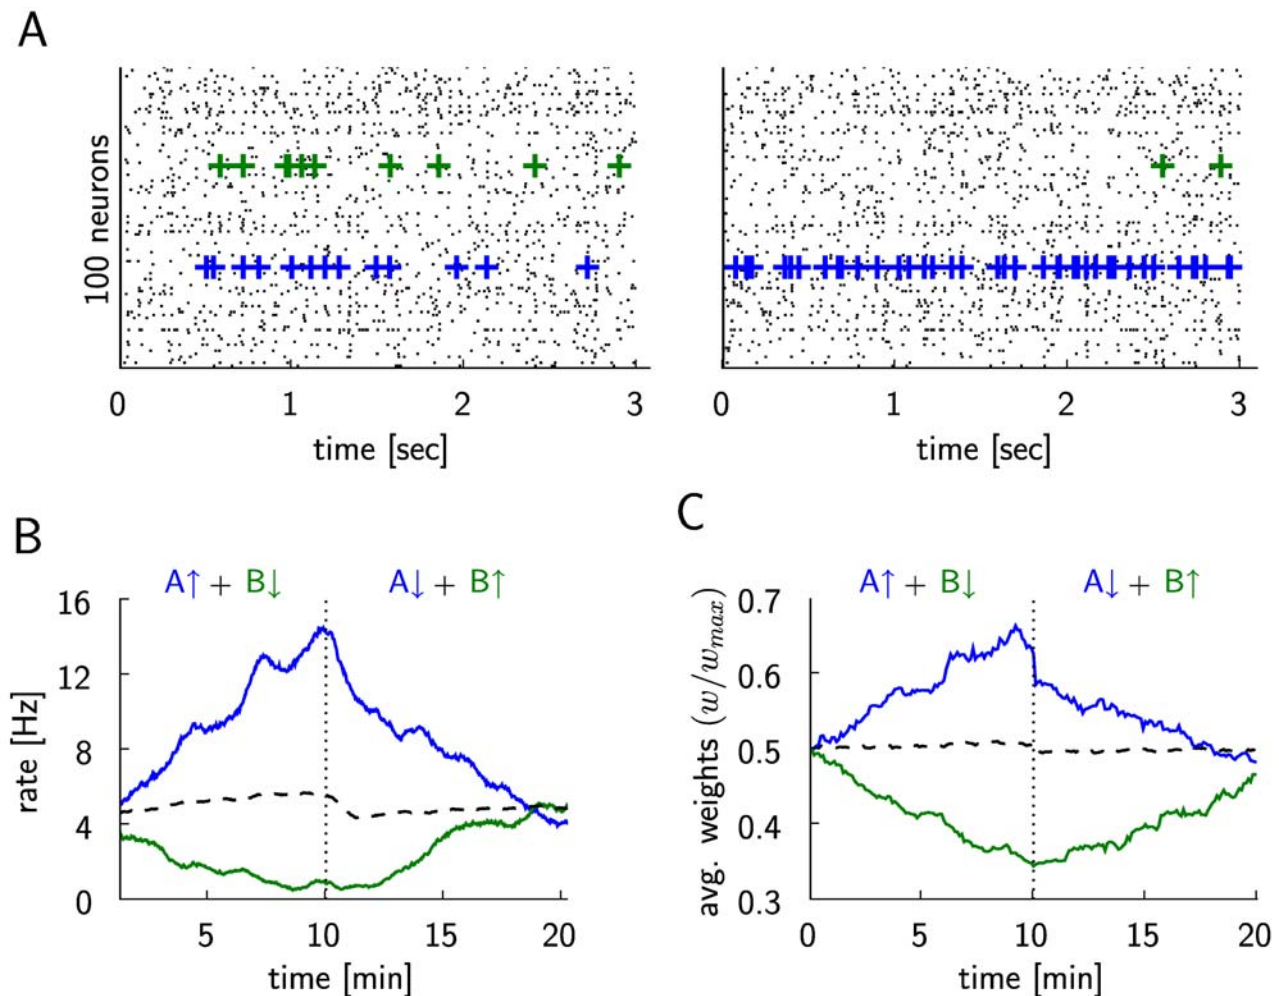 A
100 neurons
0 1 2 3
time [sec]
0 1 2 3
time [sec]
B
A↑ + B↓ A↓ + B↑
16
12
8
4
0
rate [Hz]
5 10 15 20
time [min]
C
A↑ + B↓ A↓ + B↑
0.7
0.6
0.5
0.4
0.3
avg. weights (w/w_max)
0 5 10 15 20
time [min]